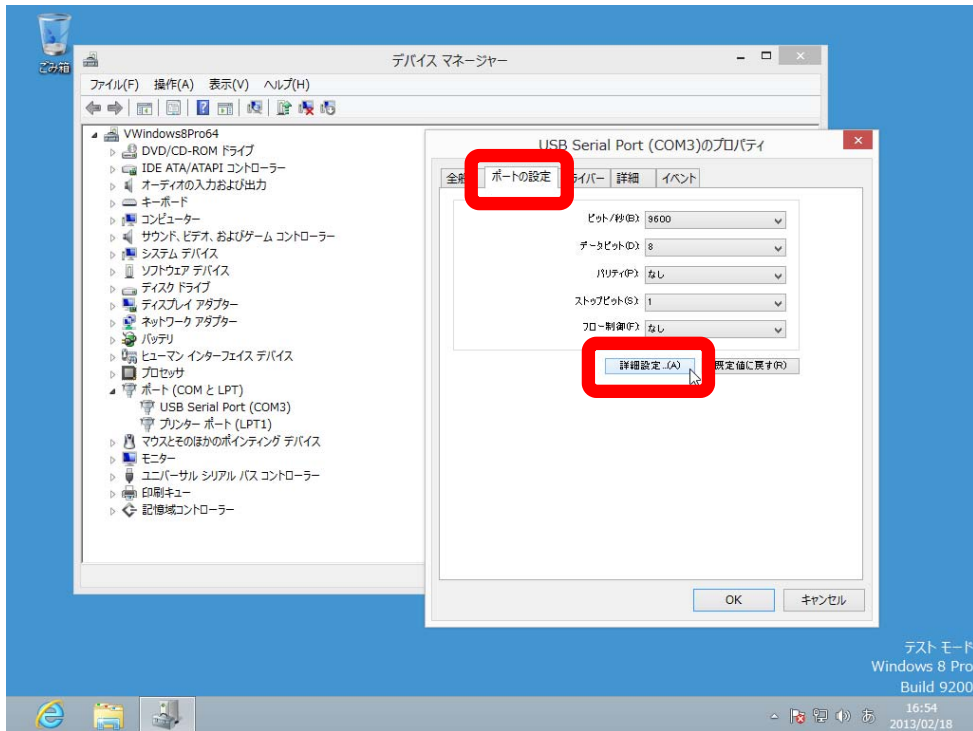 ごみ箱
デバイス マネージャー
ファイル(F) 操作(A) 表示(V) ヘルプ(H)
VWindows8Pro64
DVD/CD-ROM ドライブ
IDE ATA/ATAPI コントローラー
オーディオの入力および出力
キーボード
コンピューター
サウンド、ビデオ、およびゲーム コントローラー
システム デバイス
ソフトウェア デバイス
ディスク ドライブ
ディスプレイ アダプター
ネットワーク アダプター
バッテリ
ヒューマン インターフェイス デバイス
プロセッサ
ポート (COM と LPT)
USB Serial Port (COM3)
プリンター ポート (LPT1)
マウスとそのほかのポインティング デバイス
モニター
ユニバーサル シリアル バス コントローラー
印刷キュー
記憶域コントローラー
USB Serial Port (COM3)のプロパティ
全般 ポートの設定 ライバー 詳細 イベント
ビット/秒(B): 9600
データ ビット(D): 8
パリティ(P): なし
ストップ ビット(S): 1
フロー制御(F): なし
詳細設定...(A) 既定値に戻す(R)
OK キャンセル
テスト モード
Windows 8 Pro
Build 9200
あ 16:54
2013/02/18